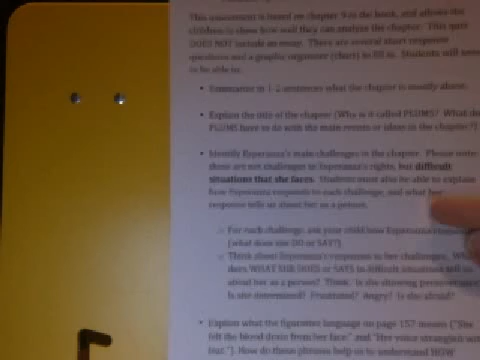 This assessment is based on chapter 9 in the book, and allows the
children to show how well they can analyze the chapter. This quiz
DOES NOT include an essay. There are several short response
questions and a graphic organizer (chart) to fill in. Students will need
to be able to:
• Summarize in 1-2 sentences what the chapter is mostly about.
• Explain the title of the chapter (Why is it called PLUMS? What do
PLUMS have to do with the main events or ideas in the chapter?)
• Identify Esperanza's main challenges in the chapter. Please note:
these are not challenges to Esperanza's rights, but difficult
situations that she faces. Students must also be able to explain
how Esperanza responds to each challenge, and what her
response tells us about her as a person.
o For each challenge, ask your child how Esperanza
(what does she DO or SAY?)
o Think about Esperanza's response to her challenges. What
does WHAT SHE DOES or SAYS in difficult situations tell us
about her as a person? Think: Is she showing perseverance?
Is she determined? Frustrated? Angry? Is she afraid?
• Explain what the figurative language on page 157 means ("She
felt the blood drain from her face" and "Her voice strangled with
fear."). How do these phrases help us to understand HOW